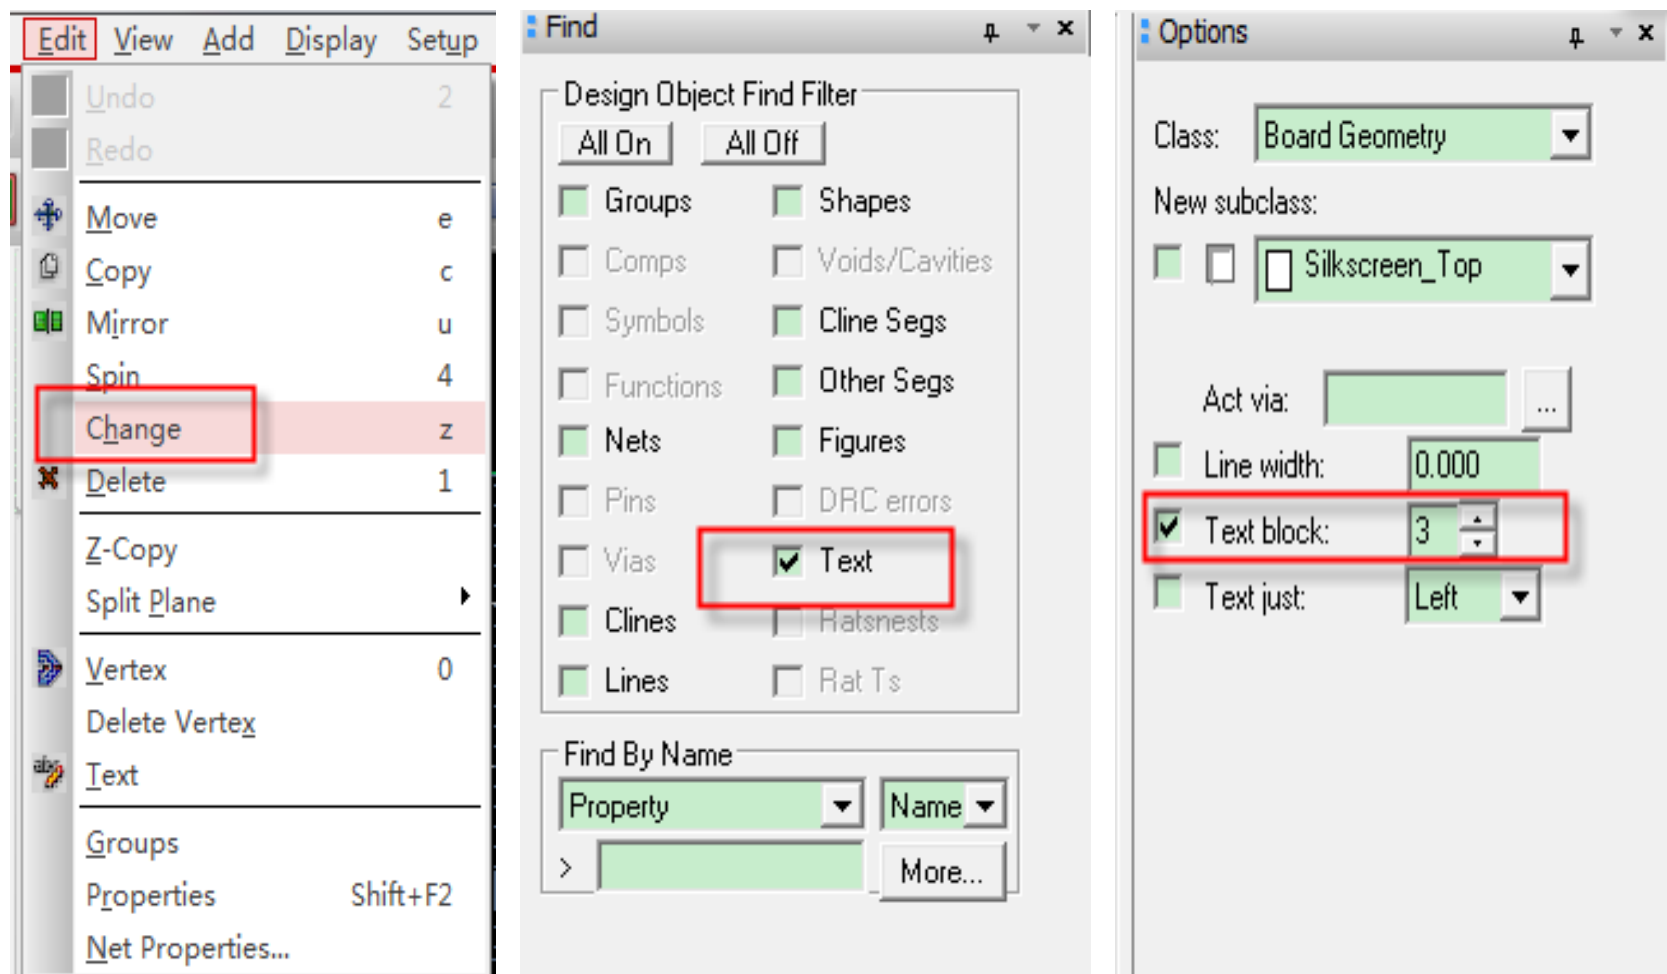 Edit View Add Display Setup
Undo 2
Redo
Move e
Copy c
Mirror u
Spin 4
Change z
Delete 1
Z-Copy
Split Plane
Vertex 0
Delete Vertex
Text
Groups
Properties Shift+F2
Net Properties...
Find
Design Object Find Filter
All On All Off
Groups Shapes
Comps Voids/Cavities
Symbols Cline Segs
Functions Other Segs
Nets Figures
Pins DRC errors
Vias Text
Clines Ratsnests
Lines Rat Ts
Find By Name
Property Name
> More...
Options
Class: Board Geometry
New subclass:
Silkscreen_Top
Act via: ...
Line width: 0.000
Text block: 3
Text just: Left